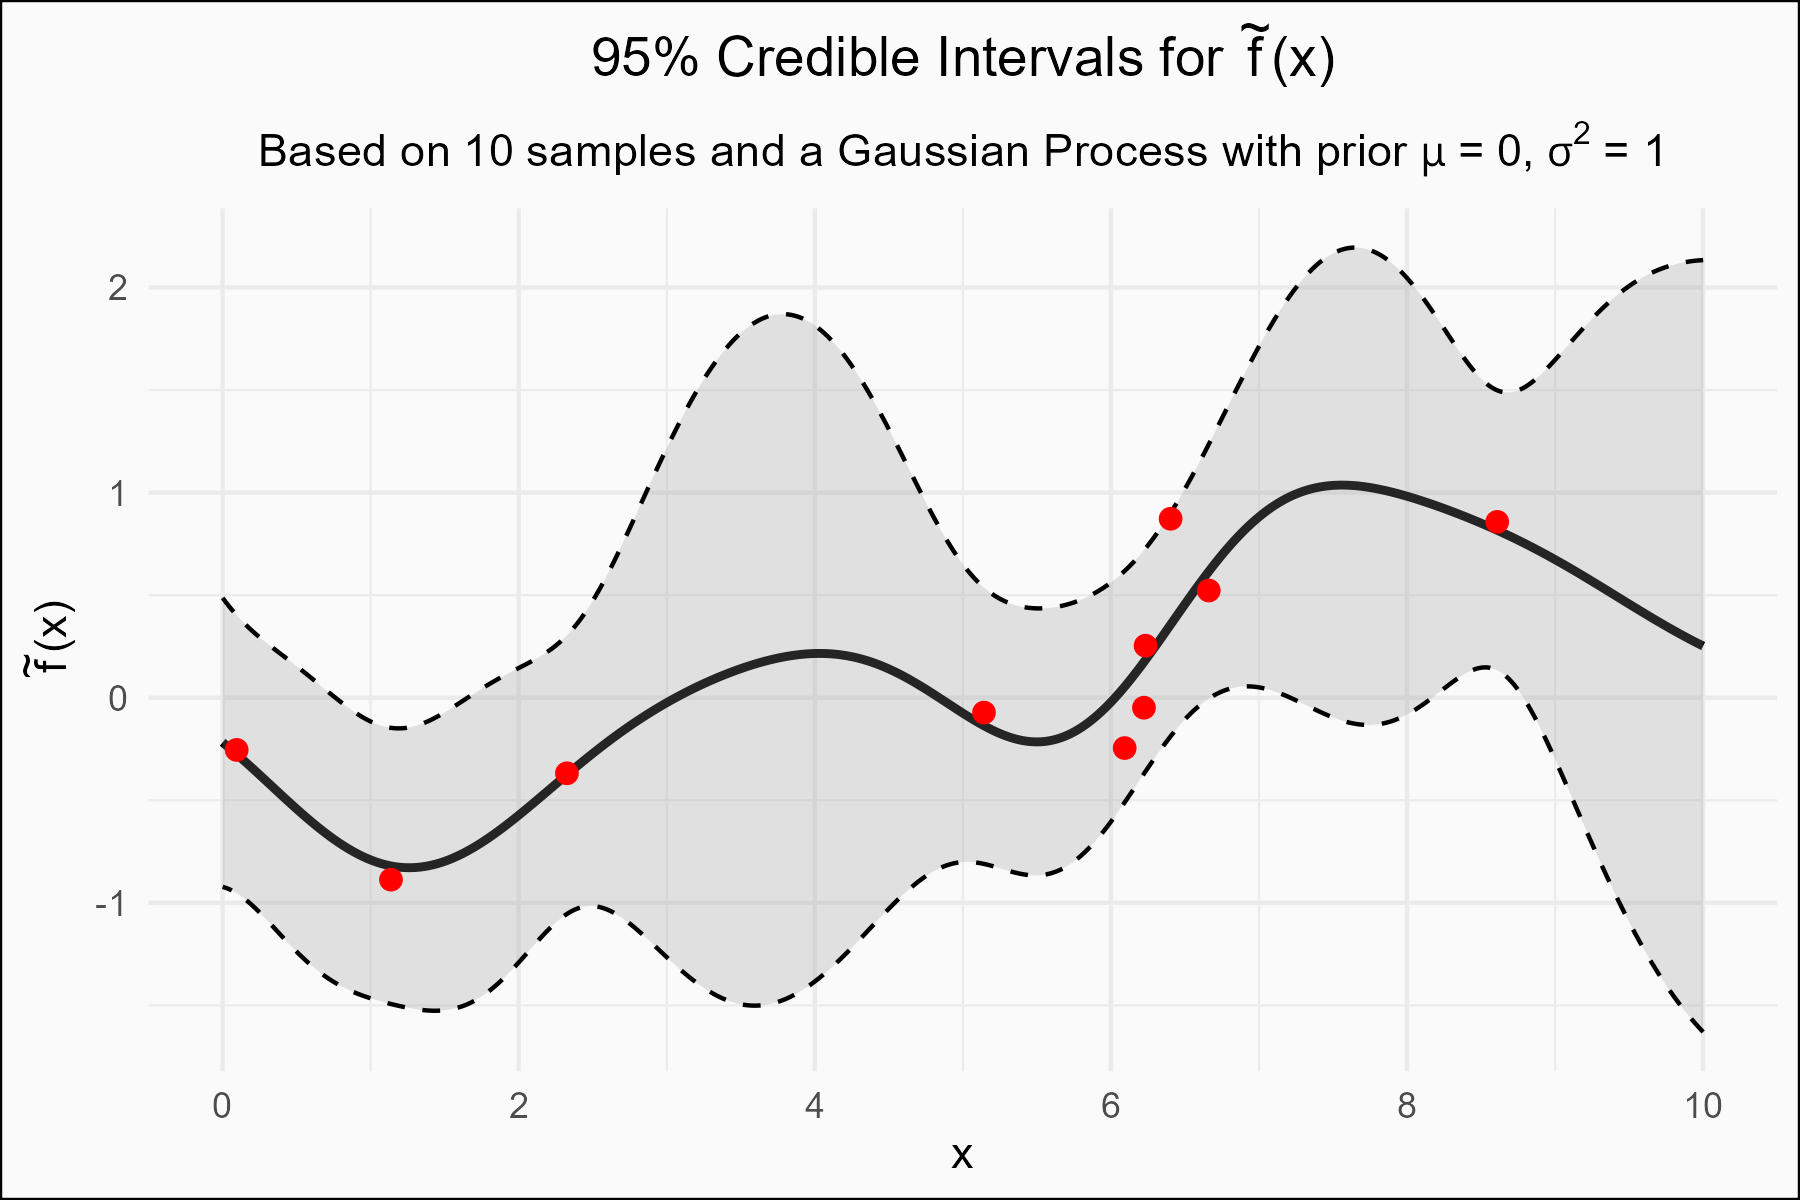 95% Credible Intervals for f̃(x)
Based on 10 samples and a Gaussian Process with prior μ = 0, σ² = 1
f̃(x)
2
1
0
-1
0 2 4 6 8 10
x